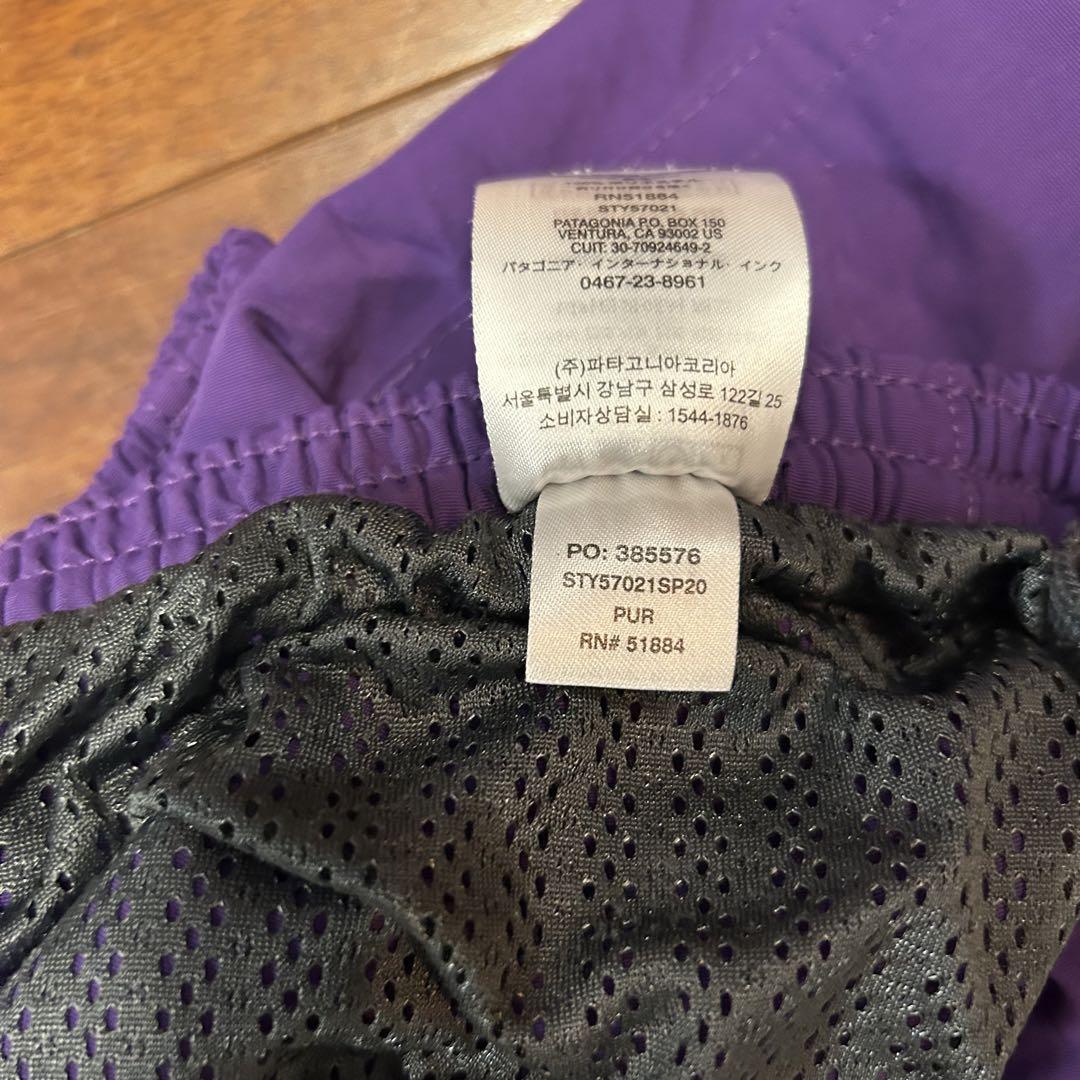 RN51884
STY57021
PATAGONIA P.O. BOX 150
VENTURA, CA 93002 US
CUIT: 30-70924649-2
パタゴニア・インターナショナル・インク
0467-23-8961
(주)파타고니아코리아
서울특별시 강남구 삼성로 122길 25
소비자상담실 : 1544-1876
PO: 385576
STY57021SP20
PUR
RN# 51884